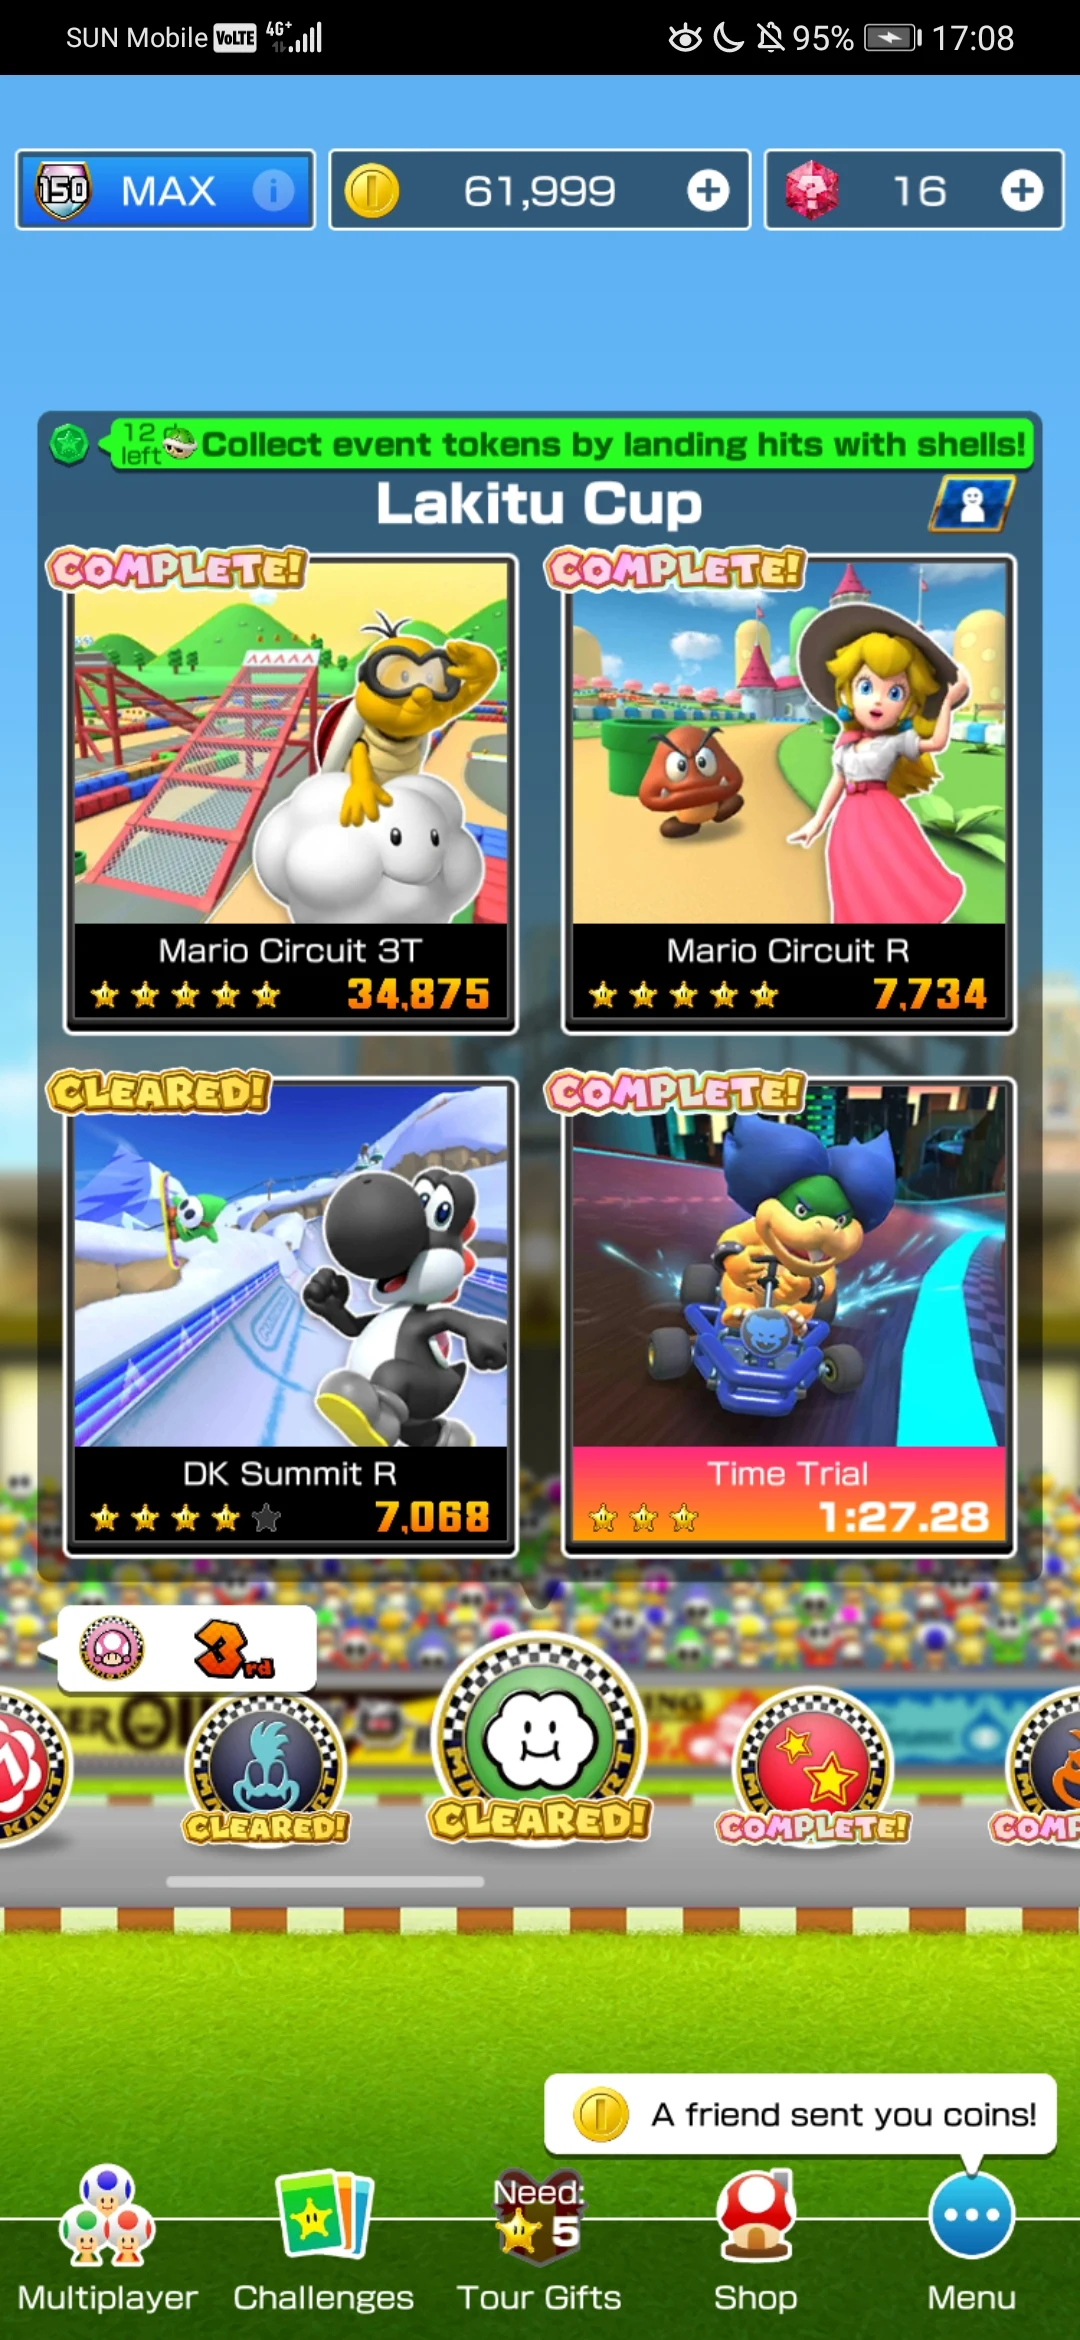 SUN Mobile VoLTE 4G+ 95% 17:08
150 MAX i 61,999 16
12 d left Collect event tokens by landing hits with shells!
Lakitu Cup
COMPLETE! COMPLETE!
Mario Circuit 3T
34,875
Mario Circuit R
7,734
CLEARED! COMPLETE!
DK Summit R
7,068
Time Trial
1:27.28
3rd
CLEARED! CLEARED! COMPLETE!
A friend sent you coins!
Need:
5
Multiplayer Challenges Tour Gifts Shop Menu